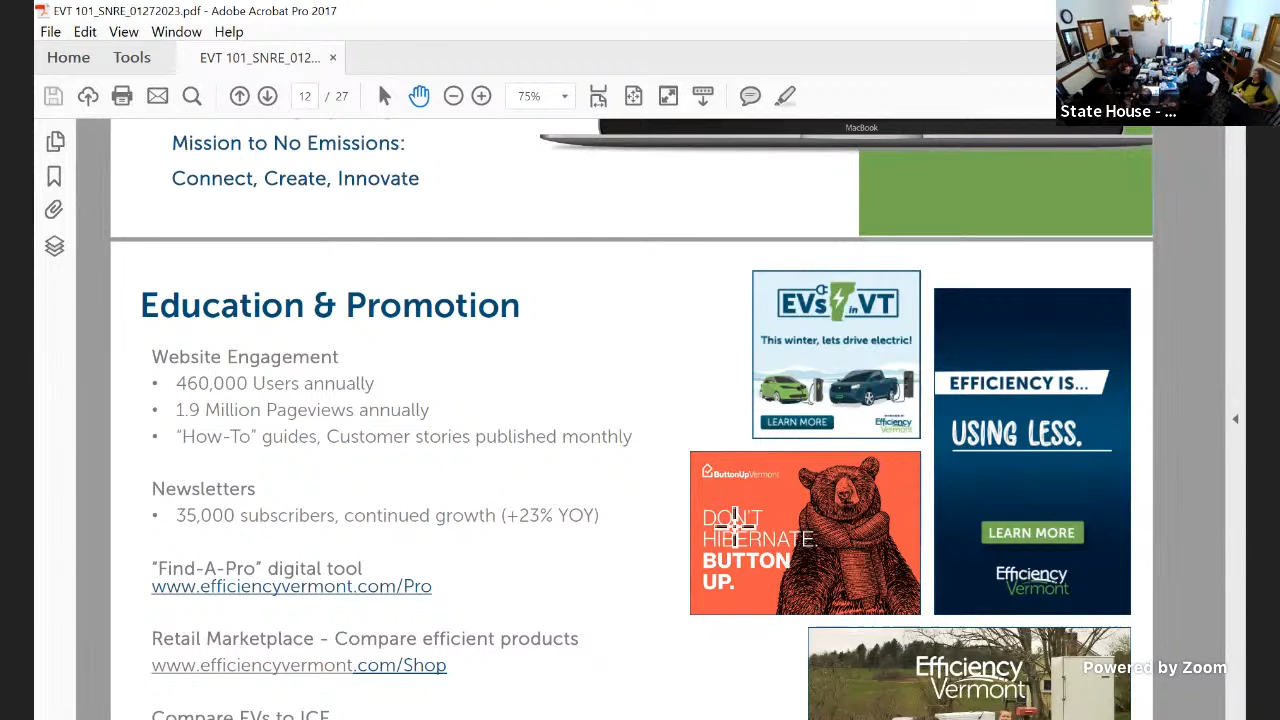 EVT 101_SNRE_01272023.pdf - Adobe Acrobat Pro 2017
File Edit View Window Help
Home Tools EVT 101_SNRE_012... ×
12 / 27 75%
State House - ...
MacBook
Mission to No Emissions:
Connect, Create, Innovate
Education & Promotion
Website Engagement
• 460,000 Users annually
• 1.9 Million Pageviews annually
• “How-To” guides, Customer stories published monthly
Newsletters
• 35,000 subscribers, continued growth (+23% YOY)
“Find-A-Pro” digital tool
www.efficiencyvermont.com/Pro
Retail Marketplace - Compare efficient products
www.efficiencyvermont.com/Shop
Compare EVs to ICE
EVs in VT
This winter, lets drive electric!
LEARN MORE
Efficiency
Vermont
EFFICIENCY IS...
USING LESS.
LEARN MORE
Efficiency
Vermont
ButtonUpVermont
DON'T
HIBERNATE.
BUTTON
UP.
Efficiency
Vermont
Powered by Zoom